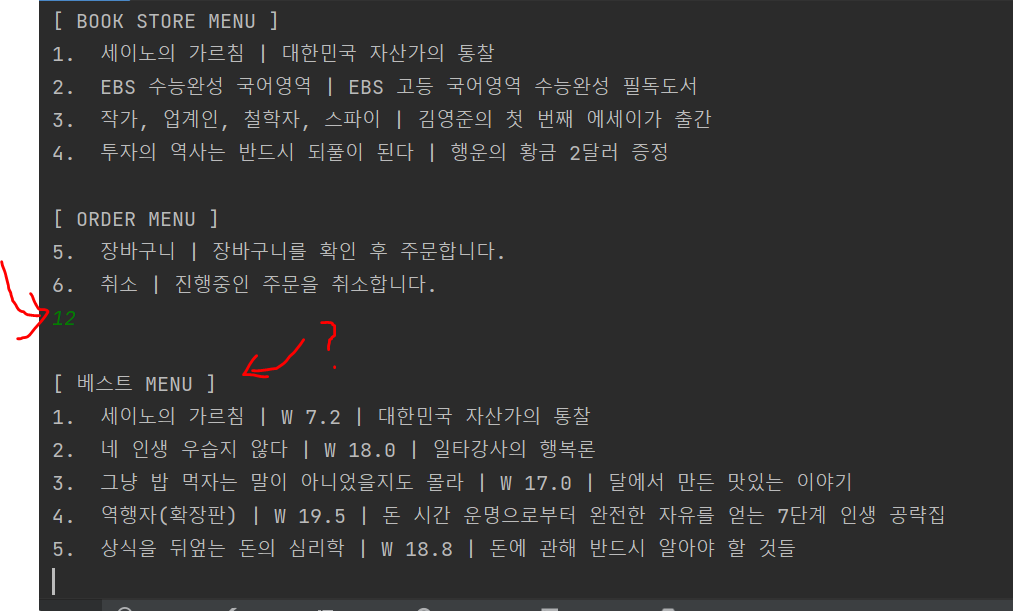 [ BOOK STORE MENU ]
1. 세이노의 가르침 | 대한민국 자산가의 통찰
2. EBS 수능완성 국어영역 | EBS 고등 국어영역 수능완성 필독도서
3. 작가, 업계인, 철학자, 스파이 | 김영준의 첫 번째 에세이가 출간
4. 투자의 역사는 반드시 되풀이 된다 | 행운의 황금 2달러 증정
[ ORDER MENU ]
5. 장바구니 | 장바구니를 확인 후 주문합니다.
6. 취소 | 진행중인 주문을 취소합니다.
12
?
[ 베스트 MENU ]
1. 세이노의 가르침 | W 7.2 | 대한민국 자산가의 통찰
2. 네 인생 우습지 않다 | W 18.0 | 일타강사의 행복론
3. 그냥 밥 먹자는 말이 아니었을지도 몰라 | W 17.0 | 달에서 만든 맛있는 이야기
4. 역행자(확장판) | W 19.5 | 돈 시간 운명으로부터 완전한 자유를 얻는 7단계 인생 공략집
5. 상식을 뒤엎는 돈의 심리학 | W 18.8 | 돈에 관해 반드시 알아야 할 것들